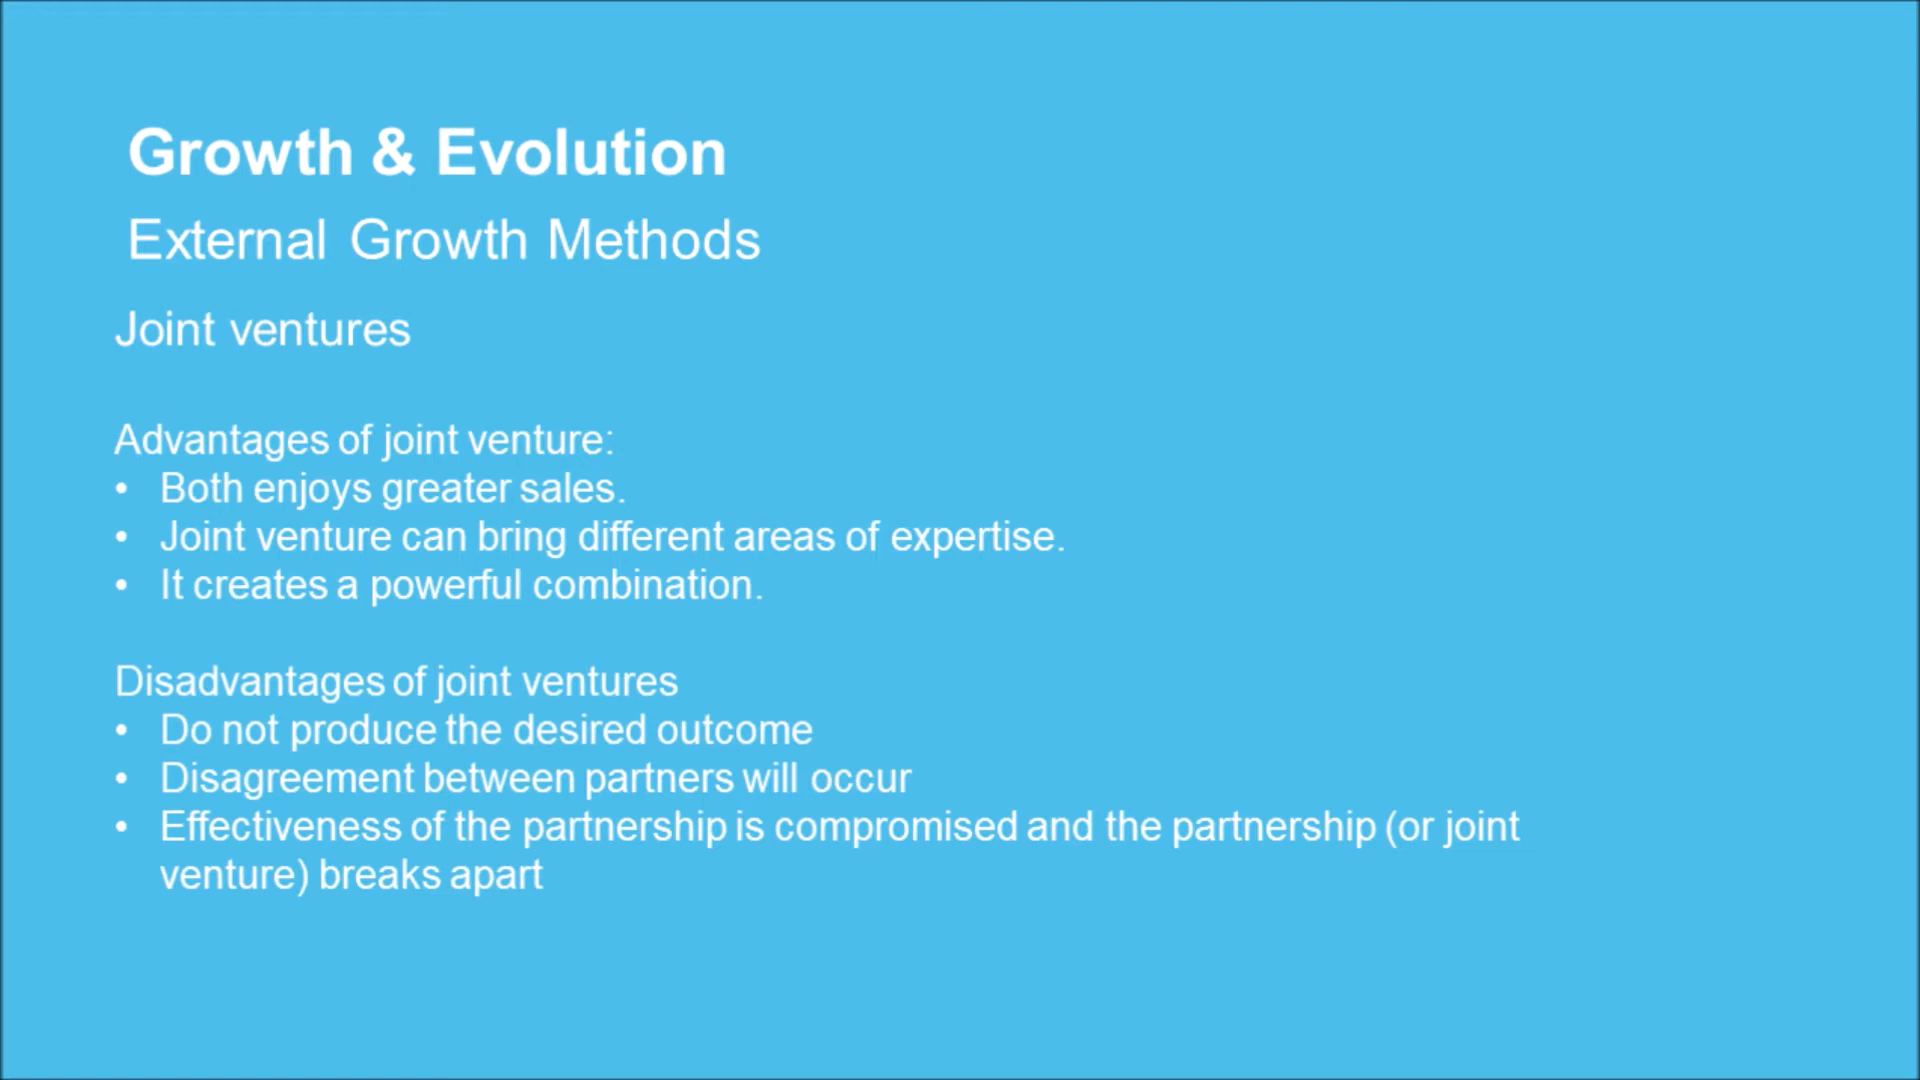 Growth & Evolution
External Growth Methods
Joint ventures
Advantages of joint venture:
• Both enjoys greater sales.
• Joint venture can bring different areas of expertise.
• It creates a powerful combination.
Disadvantages of joint ventures
• Do not produce the desired outcome
• Disagreement between partners will occur
• Effectiveness of the partnership is compromised and the partnership (or joint
venture) breaks apart